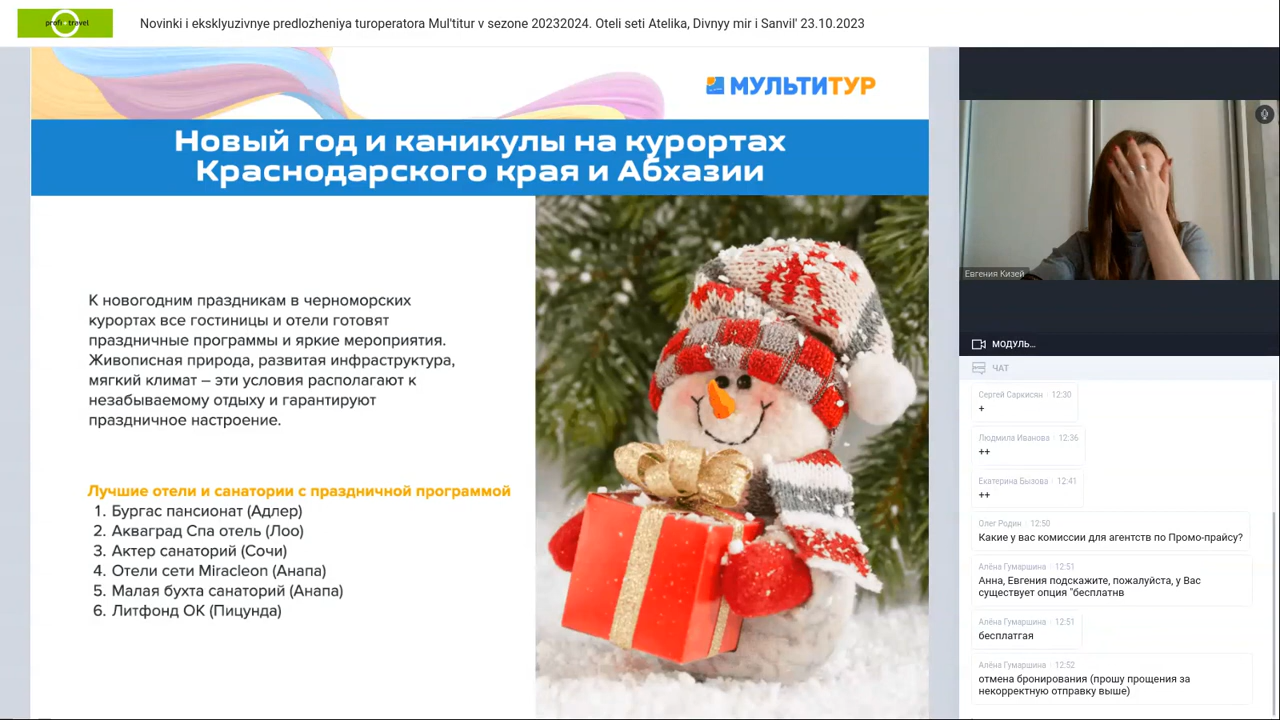 profi travel
Novinki i eksklyuzivnye predlozheniya turoperatora Mul'titur v sezone 20232024. Oteli seti Atelika, Divnyy mir i Sanvil' 23.10.2023
МУЛЬТИТУР
Новый год и каникулы на курортах
Краснодарского края и Абхазии
К новогодним праздникам в черноморских
курортах все гостиницы и отели готовят
праздничные программы и яркие мероприятия.
Живописная природа, развитая инфраструктура,
мягкий климат – эти условия располагают к
незабываемому отдыху и гарантируют
праздничное настроение.
Лучшие отели и санатории с праздничной программой
1. Бургас пансионат (Адлер)
2. Акваград Спа отель (Лоо)
3. Актер санаторий (Сочи)
4. Отели сети Miracleon (Анапа)
5. Малая бухта санаторий (Анапа)
6. Литфонд ОК (Пицунда)
Евгения Кизей
МОДУЛЬ...
ЧАТ
Сергей Саркисян 12:30
+
Людмила Иванова 12:36
++
Екатерина Бызова 12:41
++
Олег Родин 12:50
Какие у вас комиссии для агентств по Промо-прайсу?
Алёна Гумаршина 12:51
Анна, Евгения подскажите, пожалуйста, у Вас
существует опция "бесплатнв
Алёна Гумаршина 12:51
бесплатгая
Алёна Гумаршина 12:52
отмена бронирования (прошу прощения за
некорректную отправку выше)